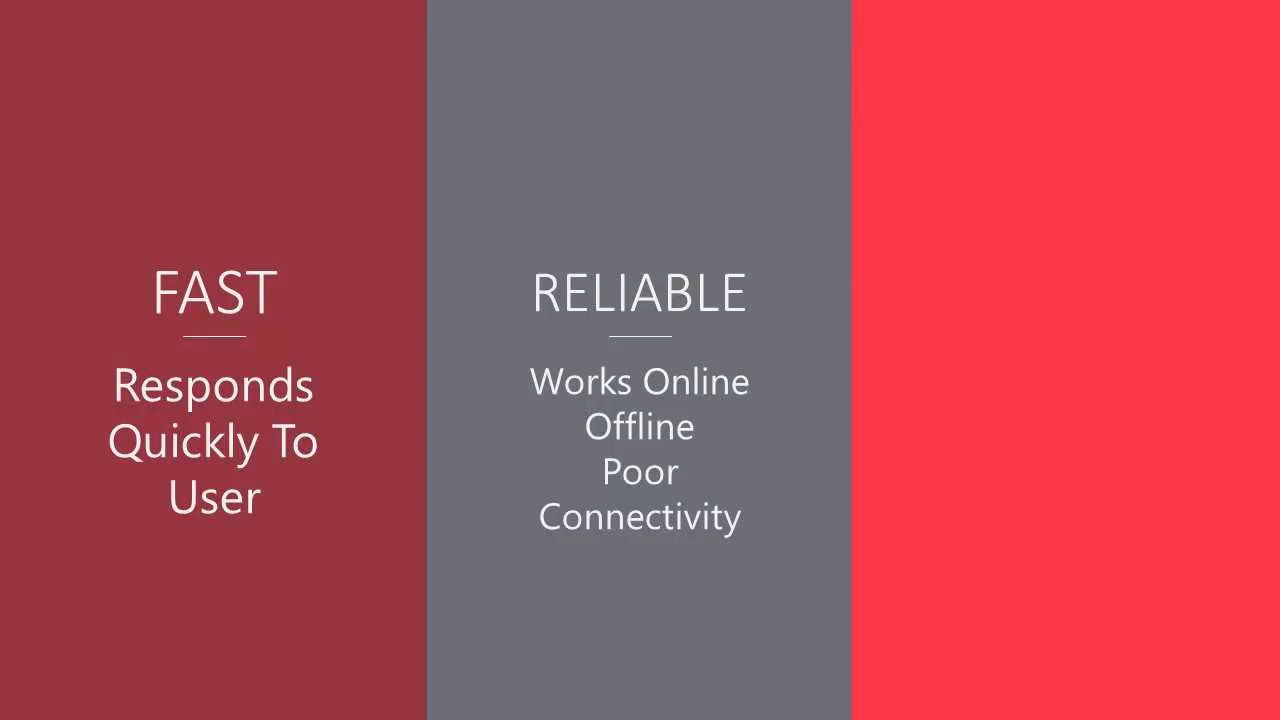 FAST
Responds
Quickly To
User
RELIABLE
Works Online
Offline
Poor
Connectivity